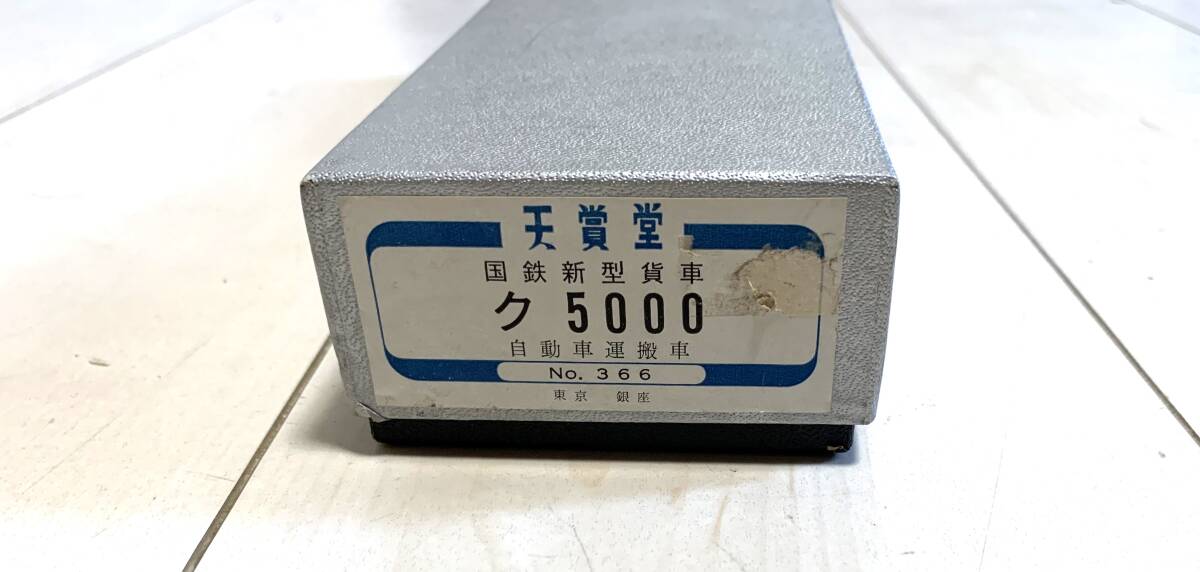 天賞堂
国鉄新型貨車
ク 5000
自動車運搬車
No. 366
東京 銀座